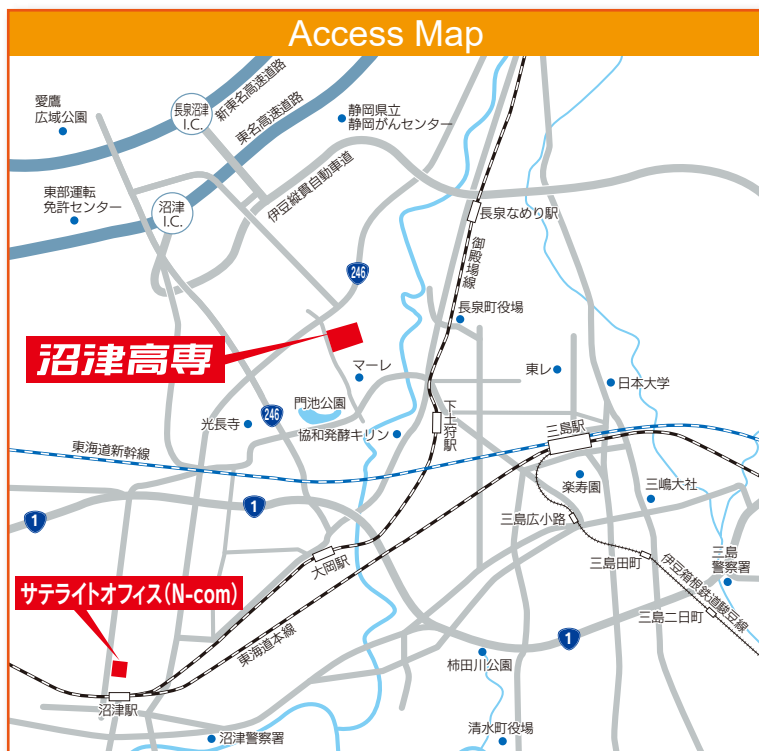 Access Map
愛鷹
広域公園
長泉沼津
I.C.
新東名高速道路
東名高速道路
静岡県立
静岡がんセンター
東部運転
免許センター
沼津
I.C.
伊豆縦貫自動車道
長泉なめり駅
御殿場線
246
長泉町役場
沼津高専
マーレ
東レ
日本大学
門池公園
246
光長寺
協和発酵キリン
下土狩駅
三島駅
東海道新幹線
楽寿園
三嶋大社
1
1
三島広小路
大岡駅
三島田町
三島
警察署
伊豆箱根鉄道駿豆線
サテライトオフィス(N-com)
三島二日町
東海道本線
1
柿田川公園
沼津駅
沼津警察署
清水町役場